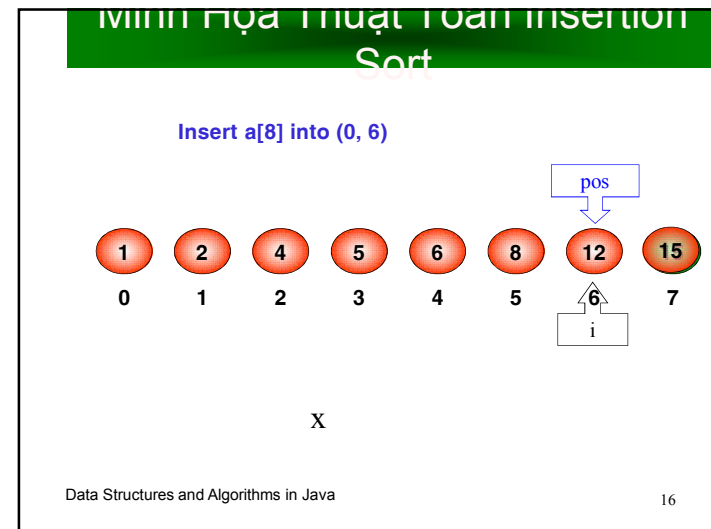 Minh Họa Thuật Toán Insertion
Sort
Insert a[8] into (0, 6)
pos
1 2 4 5 6 8 12 15
0 1 2 3 4 5 6 7
i
x
Data Structures and Algorithms in Java
16